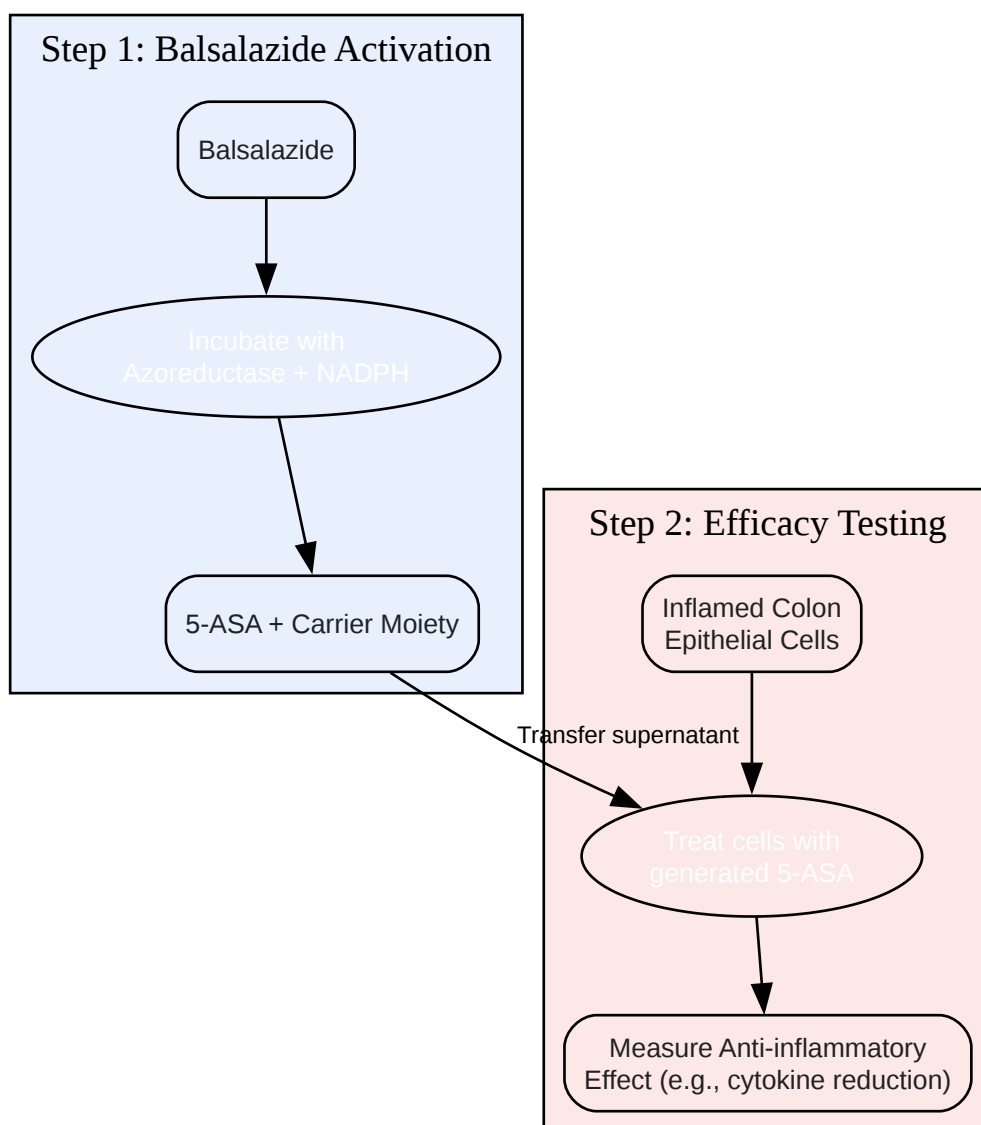 Step 1: Balsalazide Activation
Balsalazide
Incubate with
Azoreductase + NADPH
5-ASA + Carrier Moiety
Transfer supernatant
Step 2: Efficacy Testing
Inflamed Colon
Epithelial Cells
Treat cells with
generated 5-ASA
Measure Anti-inflammatory
Effect (e.g., cytokine reduction)